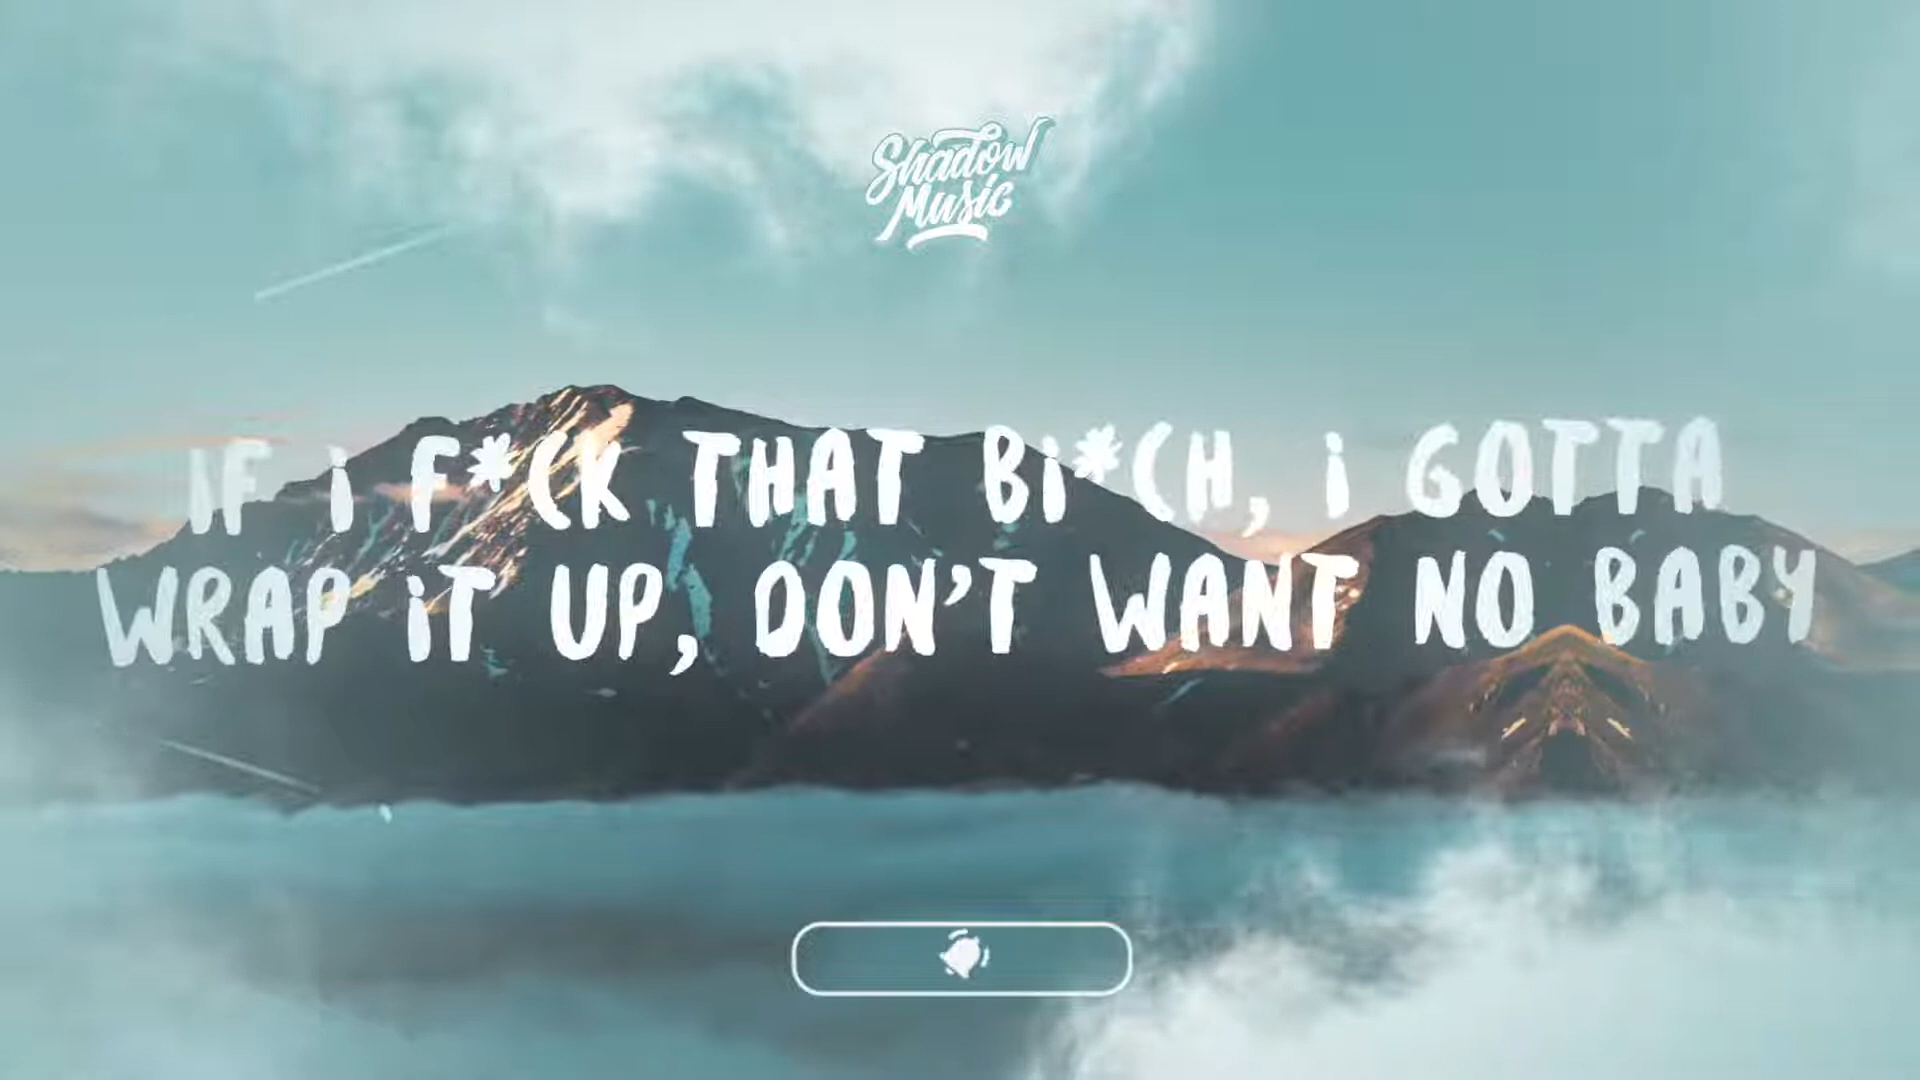 Shadow
Music
iF i F*CK THAT Bi*CH, i GOTTA
WRAP iT UP, DON'T WANT NO BABY